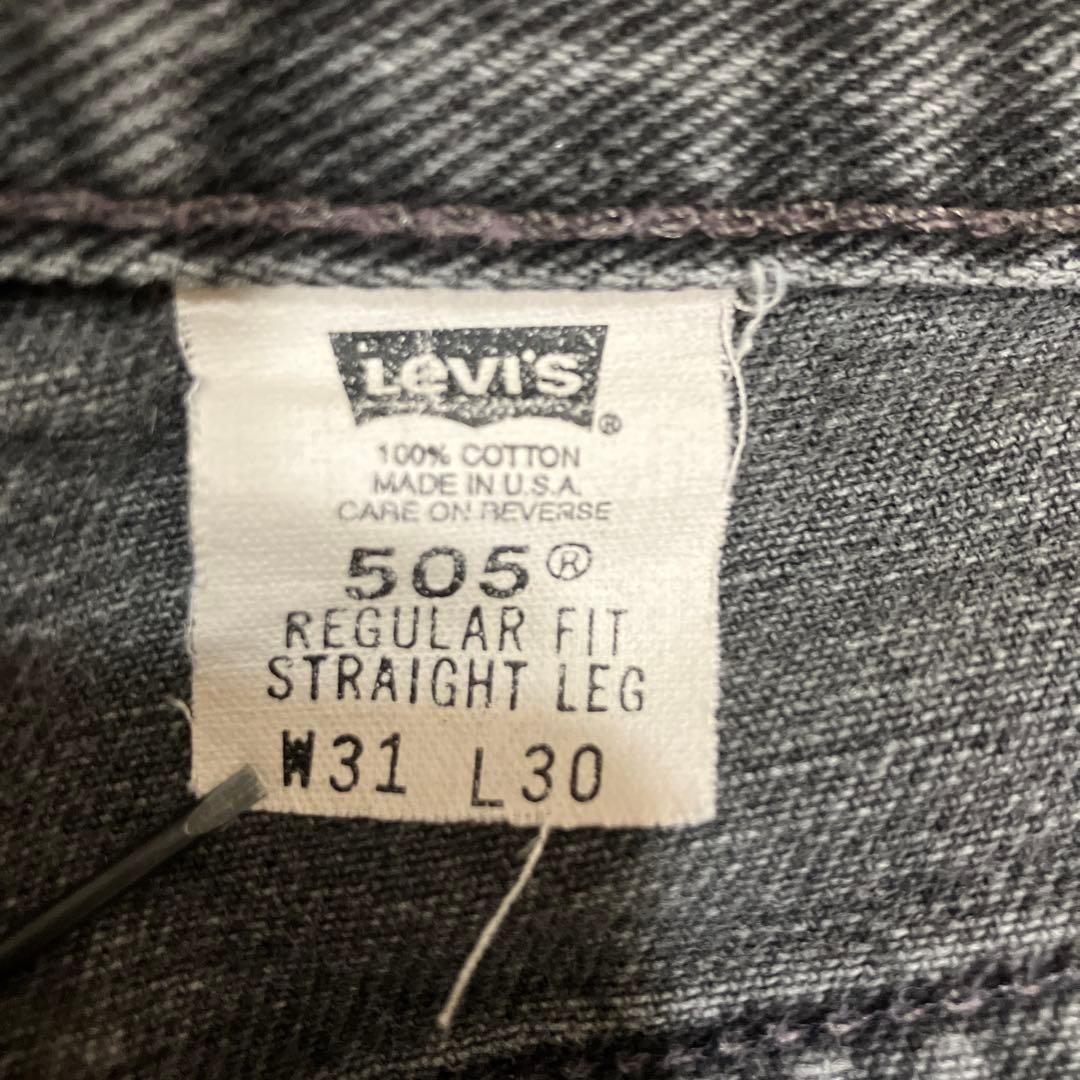 LEVI'S ®
100% COTTON
MADE IN U.S.A.
CARE ON REVERSE
505®
REGULAR FIT
STRAIGHT LEG
W31 L30